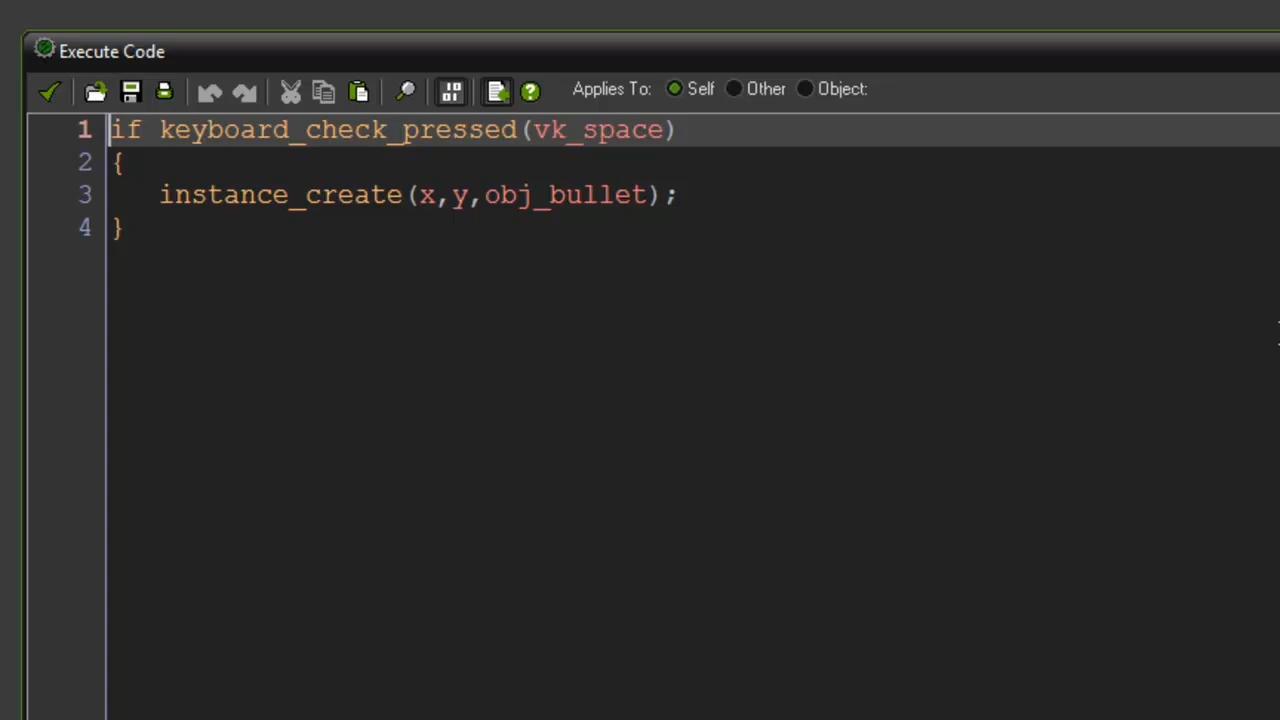 Execute Code
Applies To: Self Other Object:
1 if keyboard_check_pressed(vk_space)
2 {
3    instance_create(x,y,obj_bullet);
4 }